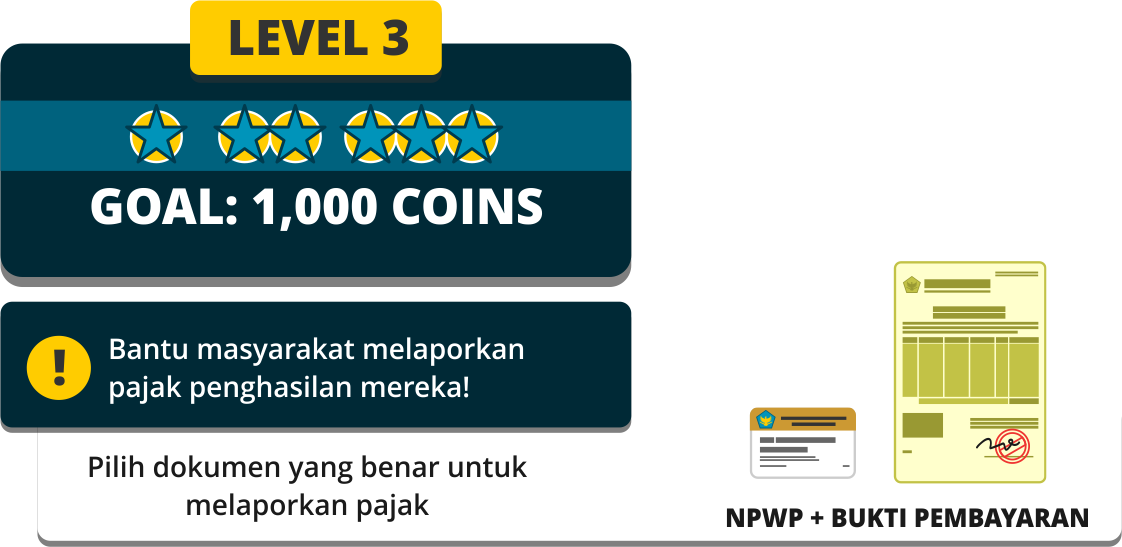 LEVEL 3
GOAL: 1,000 COINS
!
Bantu masyarakat melaporkan
pajak penghasilan mereka!
Pilih dokumen yang benar untuk
melaporkan pajak
NPWP + BUKTI PEMBAYARAN